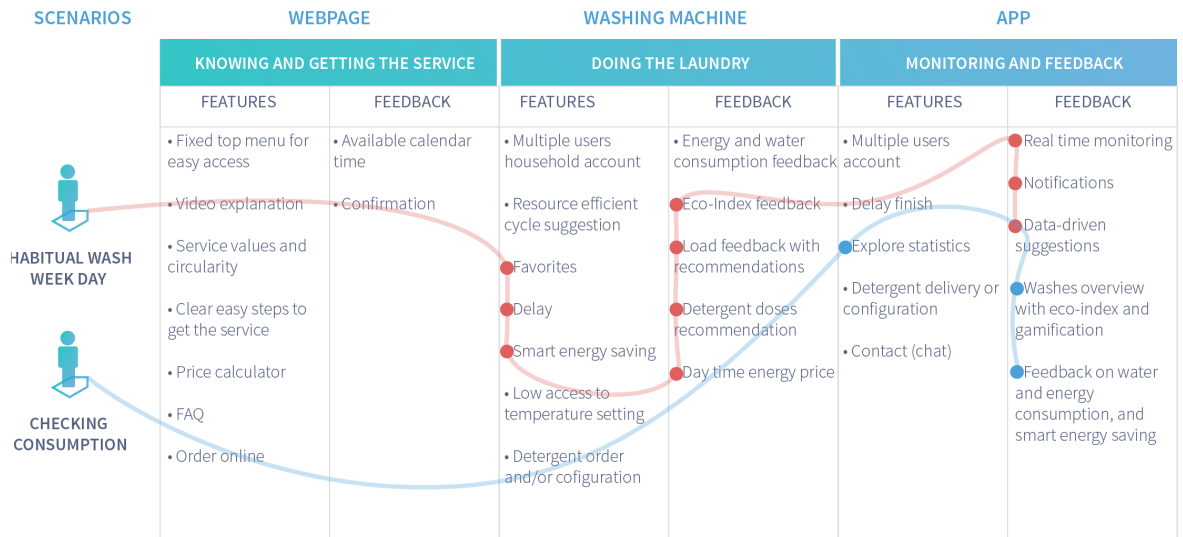 SCENARIOS
WEBPAGE
WASHING MACHINE
APP
KNOWING AND GETTING THE SERVICE
DOING THE LAUNDRY
MONITORING AND FEEDBACK
FEATURES
FEEDBACK
FEATURES
FEEDBACK
FEATURES
FEEDBACK
HABITUAL WASH
WEEK DAY
CHECKING
CONSUMPTION
• Fixed top menu for
easy access
• Video explanation
• Service values and
circularity
• Clear easy steps to
get the service
• Price calculator
• FAQ
• Order online
• Available calendar
time
• Confirmation
• Multiple users
household account
• Resource efficient
cycle suggestion
Favorites
Delay
Smart energy saving
• Low access to
temperature setting
• Detergent order
and/or cofiguration
• Energy and water
consumption feedback
Eco-Index feedback
Load feedback with
recommendations
Detergent doses
recommendation
Day time energy price
• Multiple users
account
• Delay finish
Explore statistics
• Detergent delivery or
configuration
• Contact (chat)
Real time monitoring
Notifications
Data-driven
suggestions
Washes overview
with eco-index and
gamification
Feedback on water
and energy
consumption, and
smart energy saving